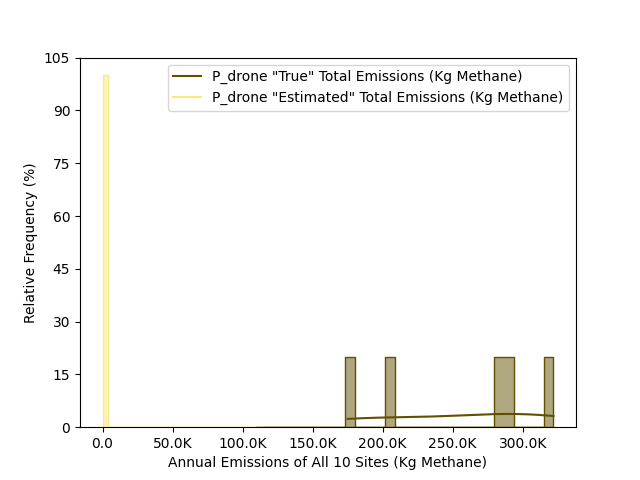 P_drone "True" Total Emissions (Kg Methane)
P_drone "Estimated" Total Emissions (Kg Methane)
105
90
75
60
45
30
15
0
Relative Frequency (%)
0.0 50.0K 100.0K 150.0K 200.0K 250.0K 300.0K
Annual Emissions of All 10 Sites (Kg Methane)